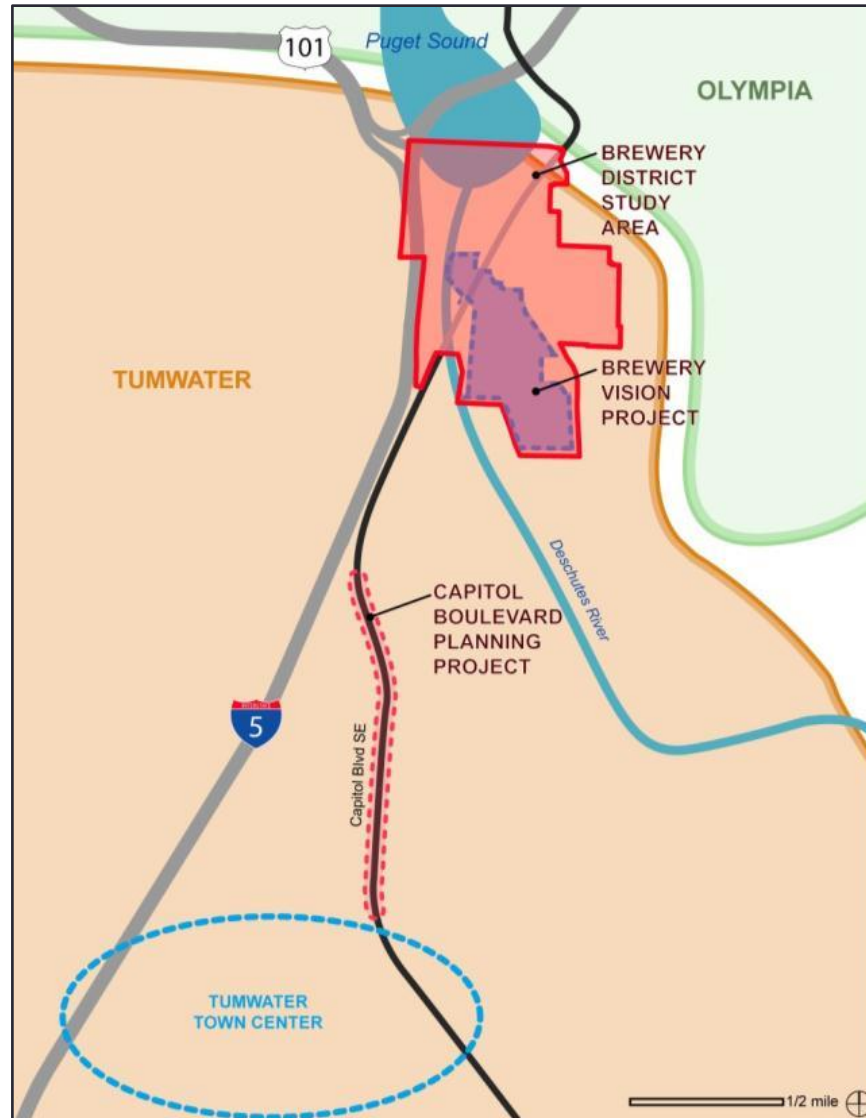 101
Puget Sound
OLYMPIA
BREWERY
DISTRICT
STUDY
AREA
TUMWATER
BREWERY
VISION
PROJECT
Deschutes River
CAPITOL
BOULEVARD
PLANNING
PROJECT
5
Capitol Blvd SE
TUMWATER
TOWN CENTER
1/2 mile